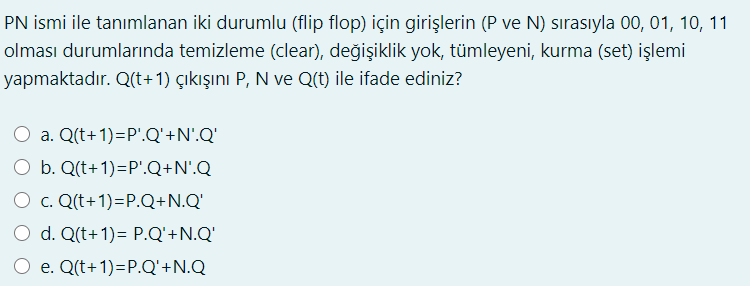 PN ismi ile tanımlanan iki durumlu (flip flop) için girişlerin (P ve N) sırasıyla 00, 01, 10, 11
olması durumlarında temizleme (clear), değişiklik yok, tümleyeni, kurma (set) işlemi
yapmaktadır. Q(t+1) çıkışını P, N ve Q(t) ile ifade ediniz?
a. Q(t+1)=P'.Q'+N'.Q'
b. Q(t+1)=P'.Q+N'.Q
c. Q(t+1)=P.Q+N.Q'
d. Q(t+1)= P.Q'+N.Q'
e. Q(t+1)=P.Q'+N.Q